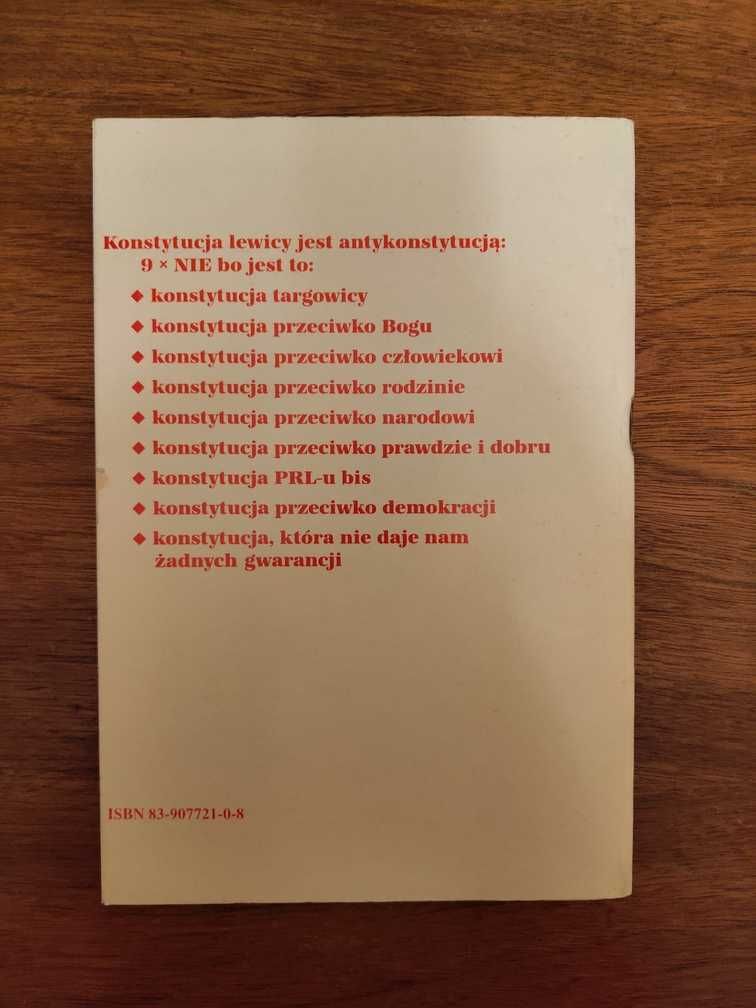 Konstytucja lewicy jest antykonstytucją:
9 × NIE bo jest to:
◆ konstytucja targowicy
◆ konstytucja przeciwko Bogu
◆ konstytucja przeciwko człowiekowi
◆ konstytucja przeciwko rodzinie
◆ konstytucja przeciwko narodowi
◆ konstytucja przeciwko prawdzie i dobru
◆ konstytucja PRL-u bis
◆ konstytucja przeciwko demokracji
◆ konstytucja, która nie daje nam
żadnych gwarancji
ISBN 83-907721-0-8